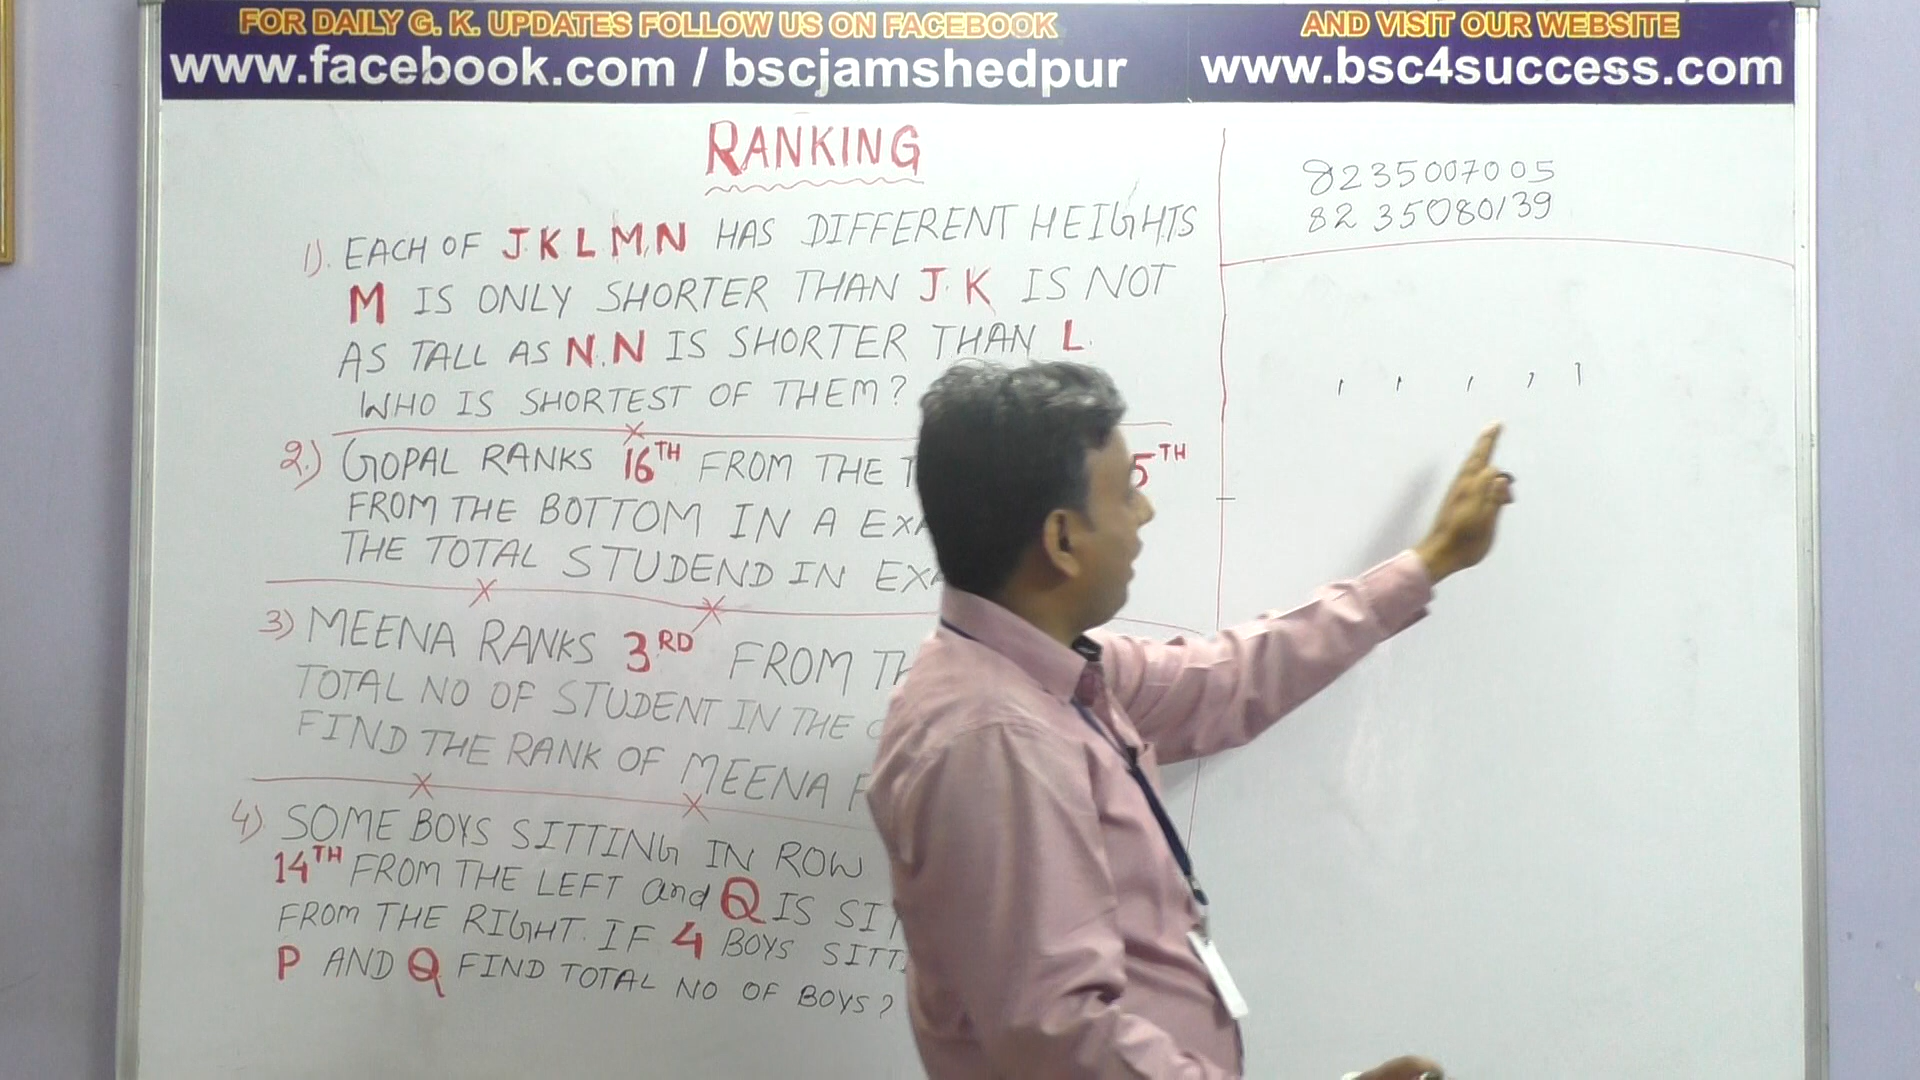 FOR DAILY G. K. UPDATES FOLLOW US ON FACEBOOK
www.facebook.com / bscjamshedpur
AND VISIT OUR WEBSITE
www.bsc4success.com
RANKING
1). EACH OF J.K L M,N HAS DIFFERENT HEIGHTS
M IS ONLY SHORTER THAN J. K IS NOT
AS TALL AS N. N IS SHORTER THAN L.
WHO IS SHORTEST OF THEM?
2.) GOPAL RANKS 16TH FROM THE 5TH
FROM THE BOTTOM IN A
THE TOTAL STUDEND IN
3) MEENA RANKS 3RD FROM
TOTAL NO OF STUDENT IN THE
FIND THE RANK OF MEENA
4) SOME BOYS SITTING IN ROW
14TH FROM THE LEFT and Q IS
FROM THE RIGHT. IF 4 BOYS
P AND Q FIND TOTAL NO OF BOYS?
8235007005
8235080139